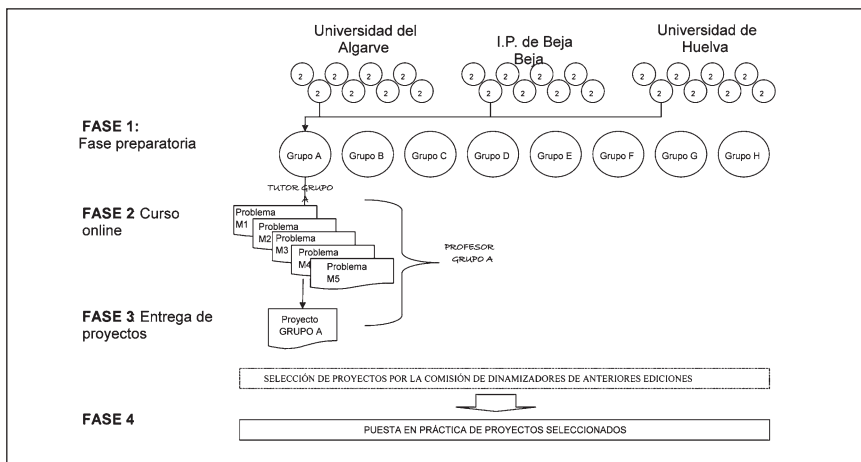 Universidad del
Algarve
I.P. de Beja
Beja
Universidad de
Huelva
2 2 2 2
2 2 2 2
2 2 2 2
2 2 2 2
2 2 2 2
2 2 2 2
FASE 1:
Fase preparatoria
Grupo A
Grupo B
Grupo C
Grupo D
Grupo E
Grupo F
Grupo G
Grupo H
TUTOR GRUPO
A
FASE 2 Curso
online
Problema
M1
Problema
M2
Problema
M3
Problema
M4
Problema
M5
PROFESOR
GRUPO A
FASE 3 Entrega de
proyectos
Proyecto
GRUPO A
SELECCIÓN DE PROYECTOS POR LA COMISIÓN DE DINAMIZADORES DE ANTERIORES EDICIONES
FASE 4
PUESTA EN PRÁCTICA DE PROYECTOS SELECCIONADOS